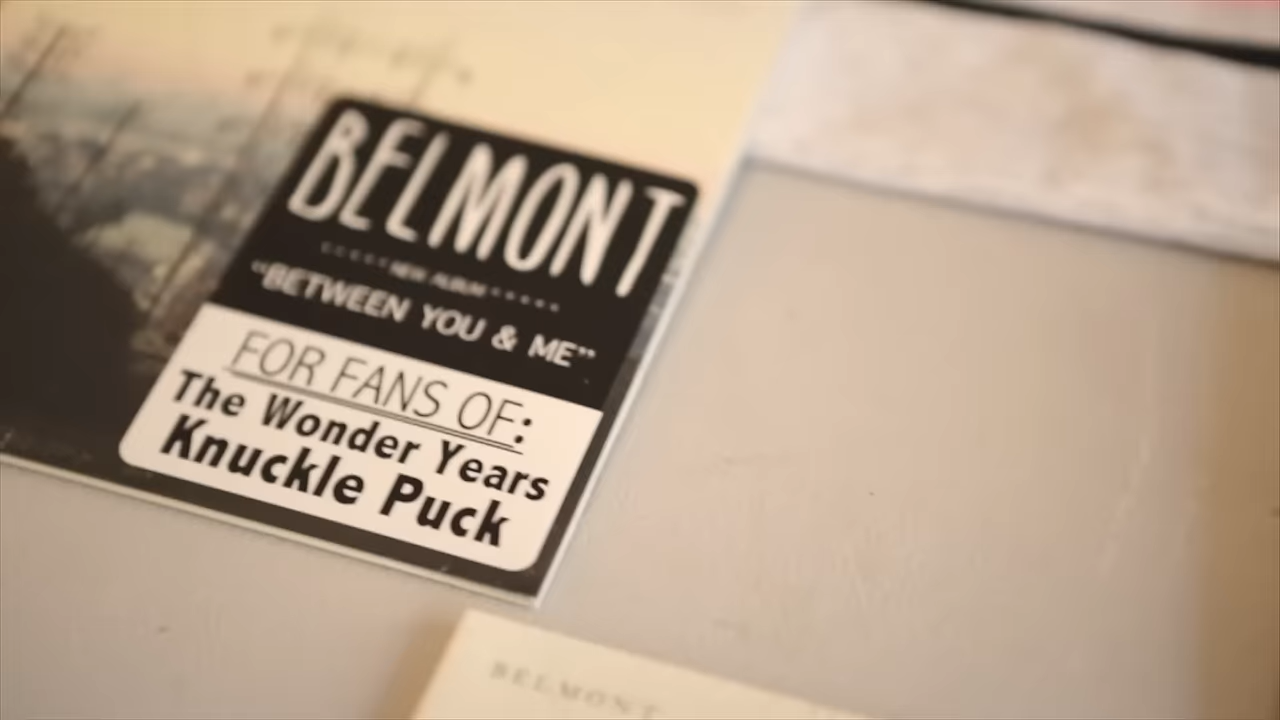 BELMONT
NEW ALBUM
"BETWEEN YOU & ME"
FOR FANS OF:
The Wonder Years
Knuckle Puck
BELMONT